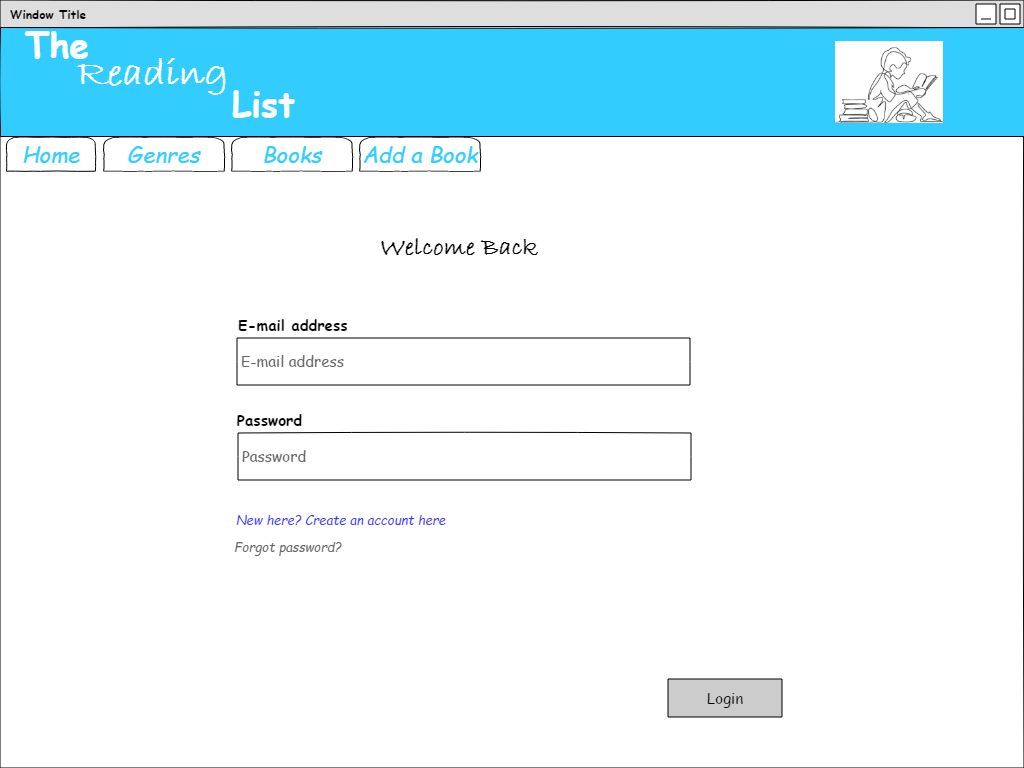 Window Title
The
Reading
List
Home Genres Books Add a Book
Welcome Back
E-mail address
E-mail address
Password
Password
New here? Create an account here
Forgot password?
Login